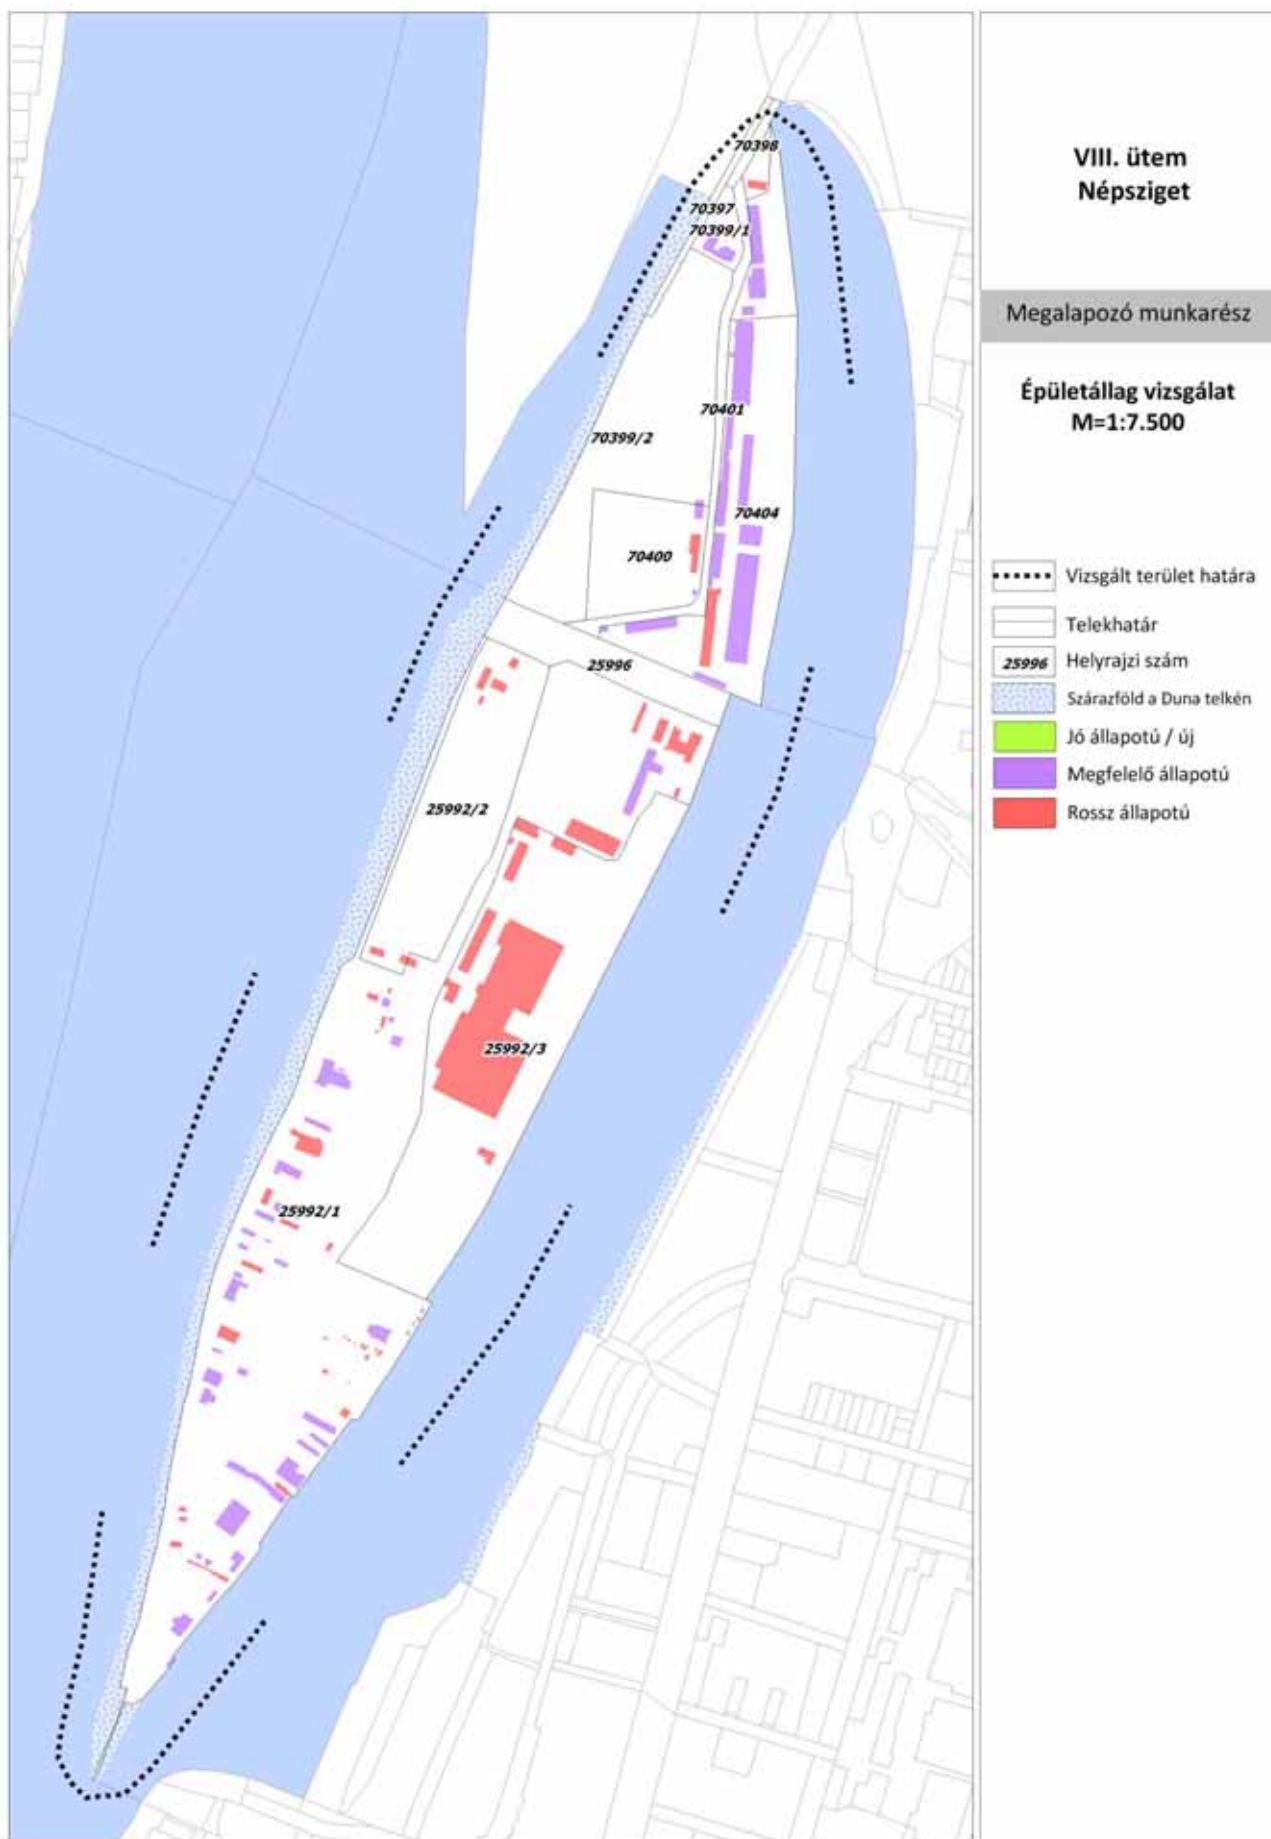 VIII. ütem
Népsziget
Megalapozó munkarész
Épületállag vizsgálat
M=1:7.500
Vizsgált terület határa
Telekhatár
25996 Helyrajzi szám
Szárazföld a Duna telkén
Jó állapotú / új
Megfelelő állapotú
Rossz állapotú
70398
70397
70399/1
70401
70399/2
70404
70400
25996
25992/2
25992/3
25992/1